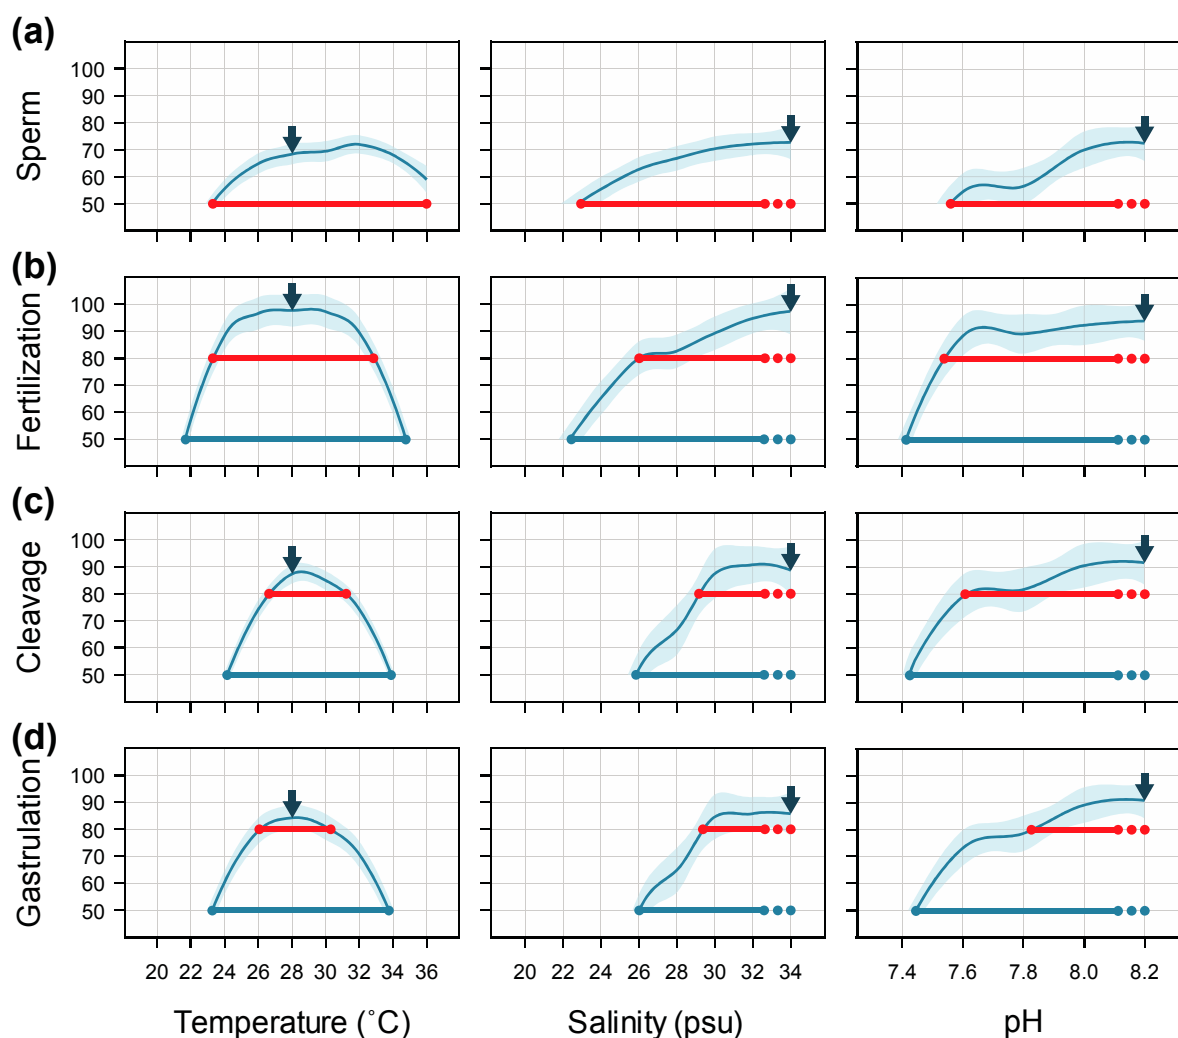 (a)
Sperm
100
90
80
70
60
50
(b)
Fertilization
100
90
80
70
60
50
(c)
Cleavage
100
90
80
70
60
50
(d)
Gastrulation
100
90
80
70
60
50
20 22 24 26 28 30 32 34 36
20 22 24 26 28 30 32 34
7.4 7.6 7.8 8.0 8.2
Temperature (˚C)
Salinity (psu)
pH